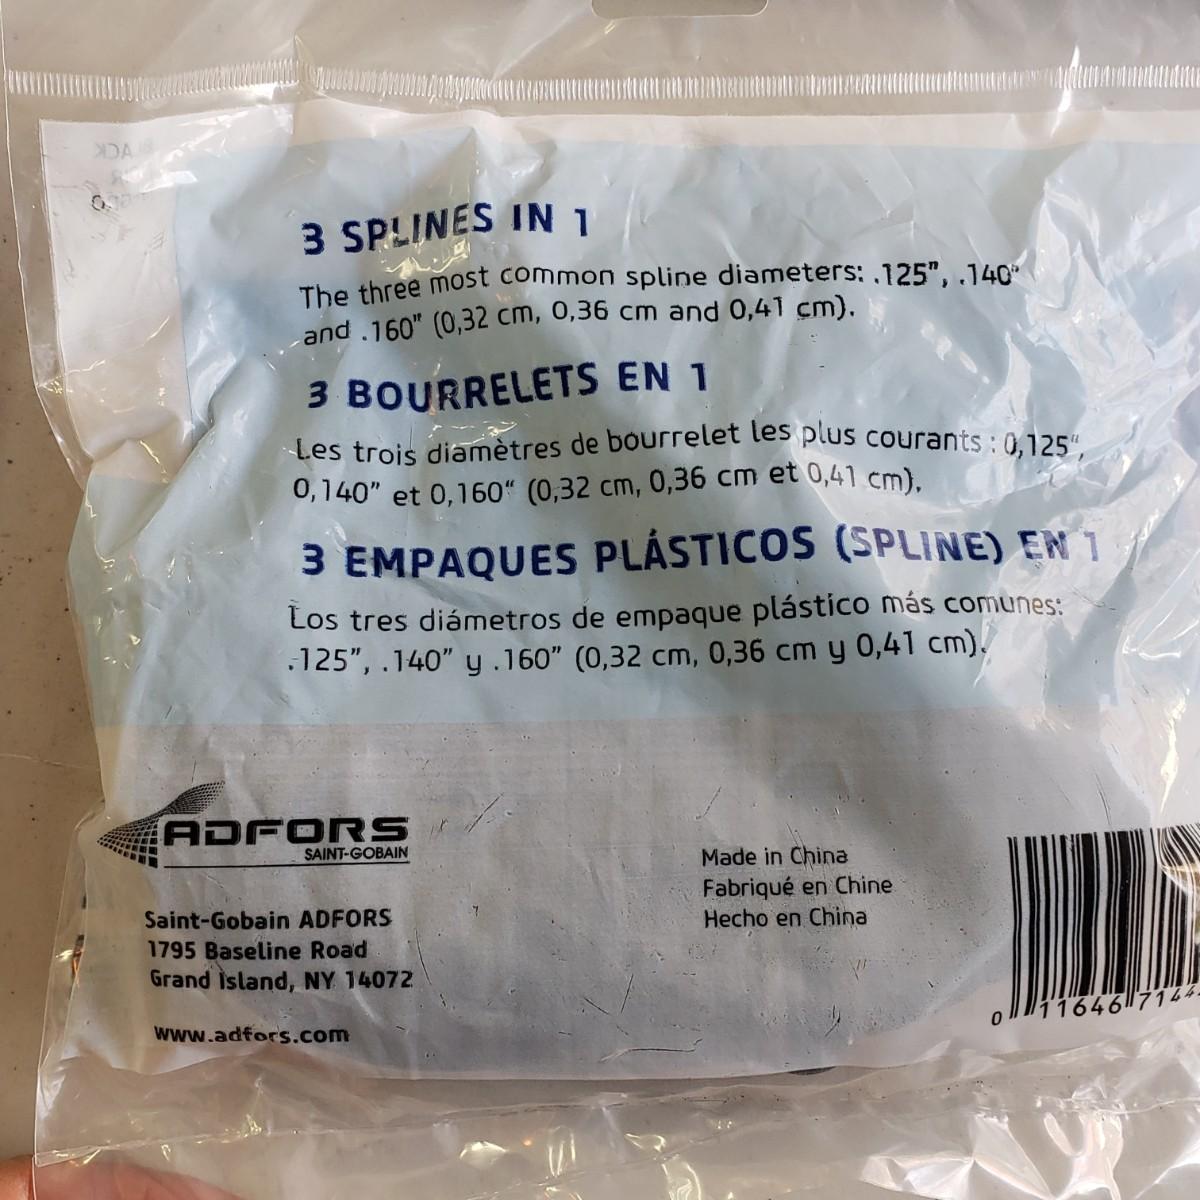 3 SPLINES IN 1
The three most common spline diameters: .125", .140"
and .160" (0,32 cm, 0,36 cm and 0,41 cm).
3 BOURRELETS EN 1
Les trois diamètres de bourrelet les plus courants : 0,125“,
0,140” et 0,160“ (0,32 cm, 0,36 cm et 0,41 cm).
3 EMPAQUES PLÁSTICOS (SPLINE) EN 1
Los tres diámetros de empaque plástico más comunes:
.125”, .140” y .160” (0,32 cm, 0,36 cm y 0,41 cm).
ADFORS
SAINT-GOBAIN
Saint-Gobain ADFORS
1795 Baseline Road
Grand Island, NY 14072
www.adfors.com
Made in China
Fabriqué en Chine
Hecho en China
0 11646 7144